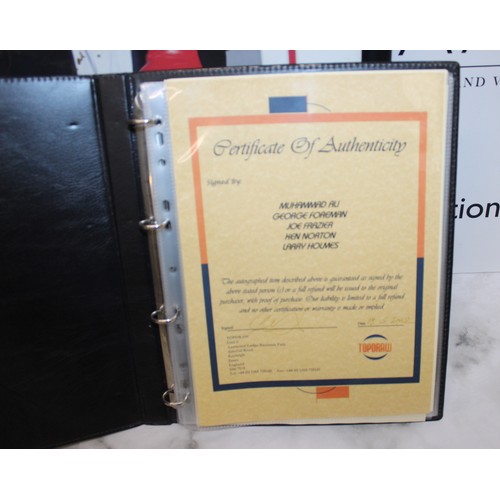 AND V
tion
Certificate Of Authenticity
Signed By:
MUHAMMAD ALI
GEORGE FOREMAN
JOE FRAZIER
KEN NORTON
LARRY HOLMES
The autographed item described above is guaranteed as signed by the
above stated person (s) or a full refund will be issued to the original
purchaser, with proof of purchase. Our liability is limited to a full refund
and no other certification or warranty is made or implied
Signed
Date
TOPDRAW